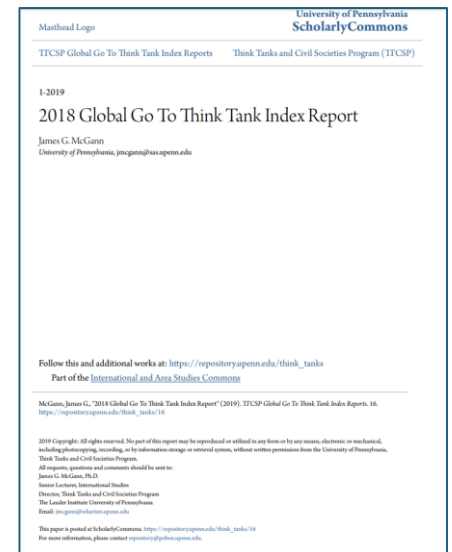 University of Pennsylvania
Masthead Logo ScholarlyCommons
TTCSP Global Go To Think Tank Index Reports Think Tanks and Civil Societies Program (TTCSP)
1-2019
2018 Global Go To Think Tank Index Report
James G. McGann
University of Pennsylvania, jmcgann@sas.upenn.edu
Follow this and additional works at: https://repository.upenn.edu/think_tanks
Part of the International and Area Studies Commons
McGann, James G., "2018 Global Go To Think Tank Index Report" (2019). TTCSP Global Go To Think Tank Index Reports. 16.
https://repository.upenn.edu/think_tanks/16
2019 Copyright: All rights reserved. No part of this report may be reproduced or utilized in any form or by any means, electronic or mechanical,
including photocopying, recording, or by information storage or retrieval system, without written permission from the University of Pennsylvania,
Think Tanks and Civil Societies Program.
All requests, questions and comments should be sent to:
James G. McGann, Ph.D.
Senior Lecturer, International Studies
Director, Think Tanks and Civil Societies Program
The Lauder Institute University of Pennsylvania
Email: jmcgann@wharton.upenn.edu
This paper is posted at ScholarlyCommons. https://repository.upenn.edu/think_tanks/16
For more information, please contact repository@pobox.upenn.edu.